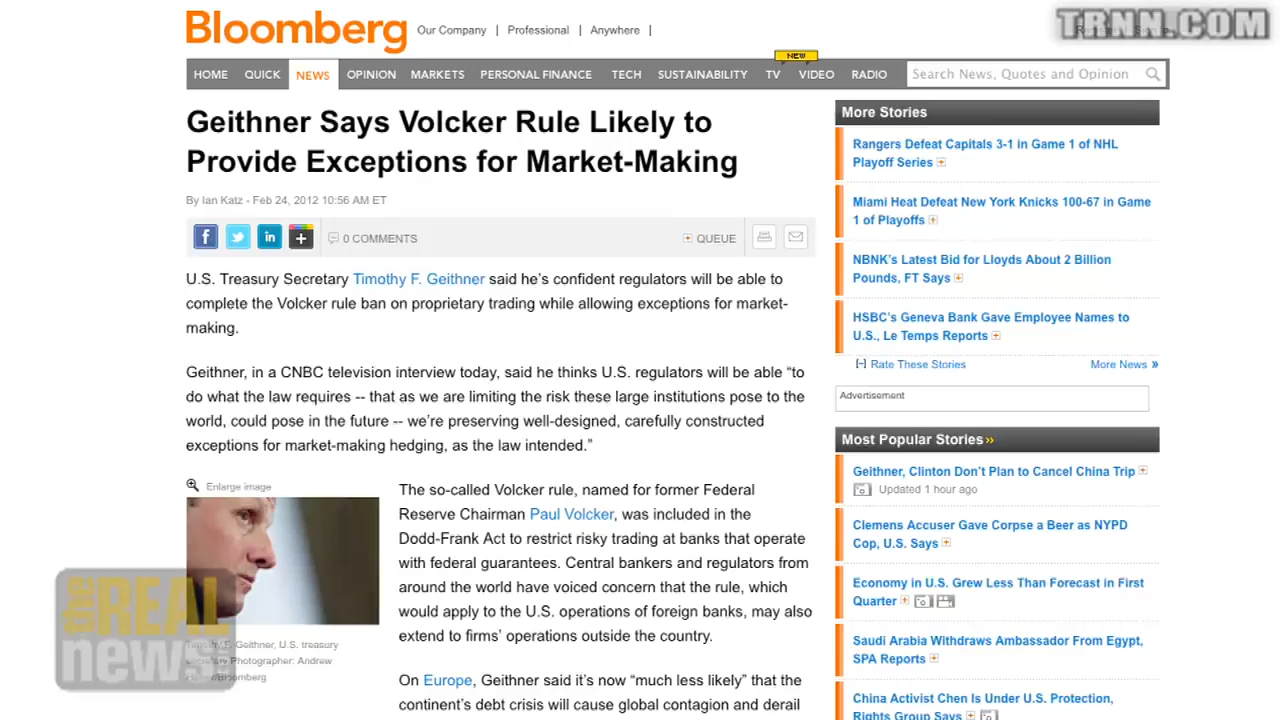 Bloomberg
Our Company | Professional | Anywhere |
TRNN.COM
HOME QUICK NEWS OPINION MARKETS PERSONAL FINANCE TECH SUSTAINABILITY TV VIDEO RADIO
NEW
Search News, Quotes and Opinion
Geithner Says Volcker Rule Likely to
Provide Exceptions for Market-Making
By Ian Katz - Feb 24, 2012 10:56 AM ET
0 COMMENTS
QUEUE
U.S. Treasury Secretary Timothy F. Geithner said he's confident regulators will be able to
complete the Volcker rule ban on proprietary trading while allowing exceptions for market-
making.
Geithner, in a CNBC television interview today, said he thinks U.S. regulators will be able “to
do what the law requires -- that as we are limiting the risk these large institutions pose to the
world, could pose in the future -- we’re preserving well-designed, carefully constructed
exceptions for market-making hedging, as the law intended.”
Enlarge image
F. Geithner, U.S. treasury
Photographer: Andrew
/Bloomberg
the REAL
news
The so-called Volcker rule, named for former Federal
Reserve Chairman Paul Volcker, was included in the
Dodd-Frank Act to restrict risky trading at banks that operate
with federal guarantees. Central bankers and regulators from
around the world have voiced concern that the rule, which
would apply to the U.S. operations of foreign banks, may also
extend to firms’ operations outside the country.
On Europe, Geithner said it’s now “much less likely” that the
continent’s debt crisis will cause global contagion and derail
More Stories
Rangers Defeat Capitals 3-1 in Game 1 of NHL
Playoff Series
Miami Heat Defeat New York Knicks 100-67 in Game
1 of Playoffs
NBNK's Latest Bid for Lloyds About 2 Billion
Pounds, FT Says
HSBC's Geneva Bank Gave Employee Names to
U.S., Le Temps Reports
Rate These Stories
More News »
Advertisement
Most Popular Stories »
Geithner, Clinton Don't Plan to Cancel China Trip
Updated 1 hour ago
Clemens Accuser Gave Corpse a Beer as NYPD
Cop, U.S. Says
Economy in U.S. Grew Less Than Forecast in First
Quarter
Saudi Arabia Withdraws Ambassador From Egypt,
SPA Reports
China Activist Chen Is Under U.S. Protection,
Rights Group Says